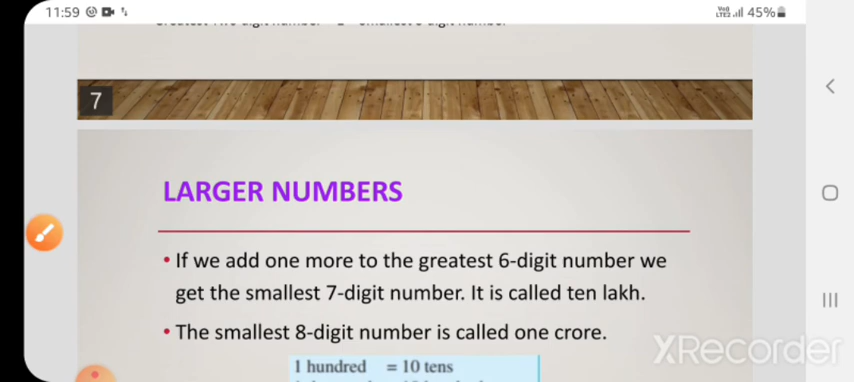 11:59
VoB
LTE2 45%
7
LARGER NUMBERS
• If we add one more to the greatest 6-digit number we
get the smallest 7-digit number. It is called ten lakh.
• The smallest 8-digit number is called one crore.
1 hundred = 10 tens
XRecorder